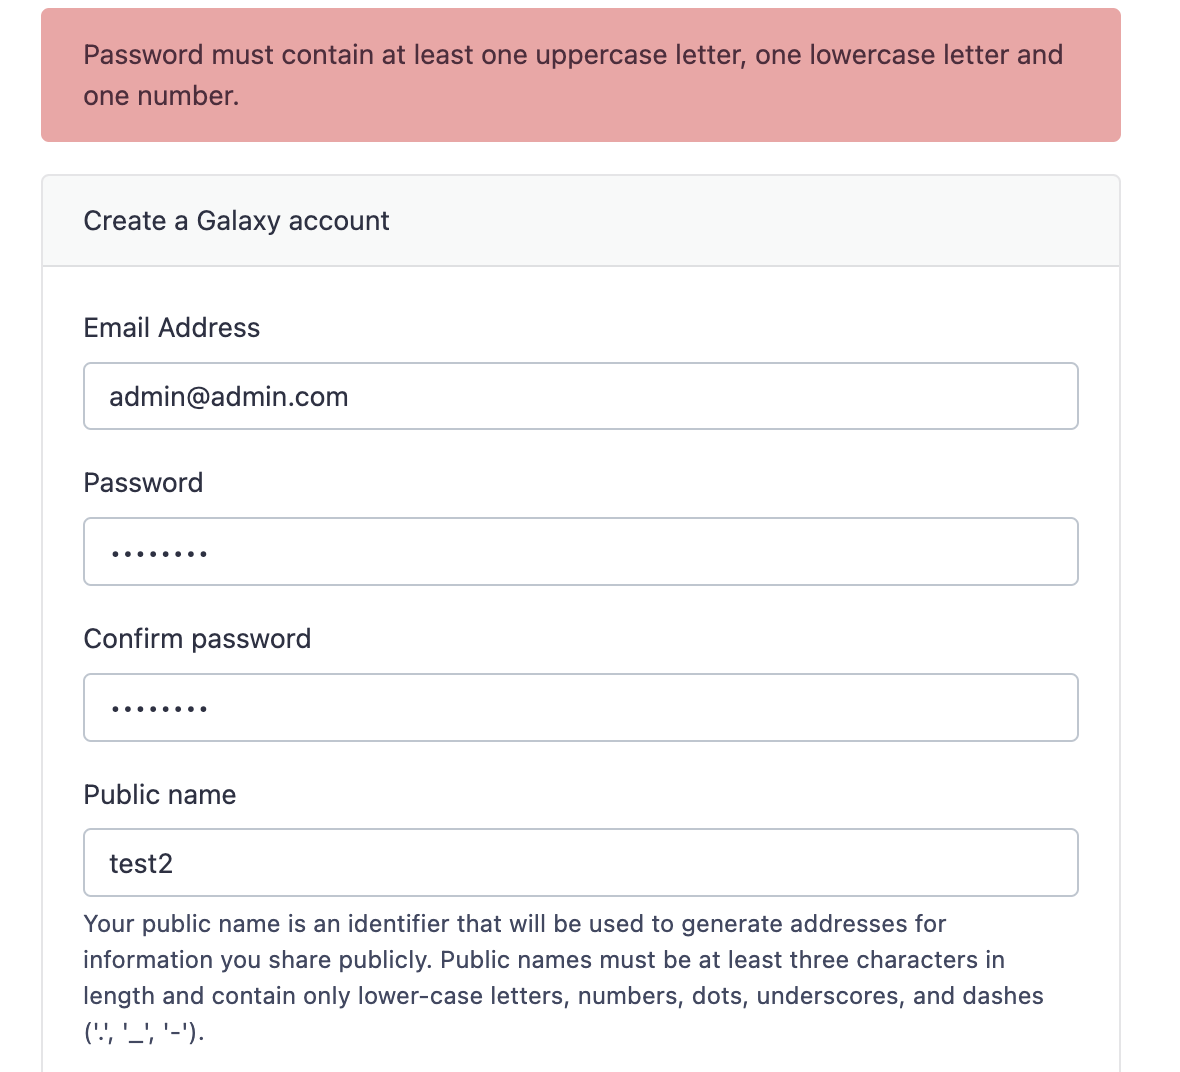 Password must contain at least one uppercase letter, one lowercase letter and
one number.
Create a Galaxy account
Email Address
admin@admin.com
Password
••••••••
Confirm password
••••••••
Public name
test2
Your public name is an identifier that will be used to generate addresses for
information you share publicly. Public names must be at least three characters in
length and contain only lower-case letters, numbers, dots, underscores, and dashes
('.', '_', '-').